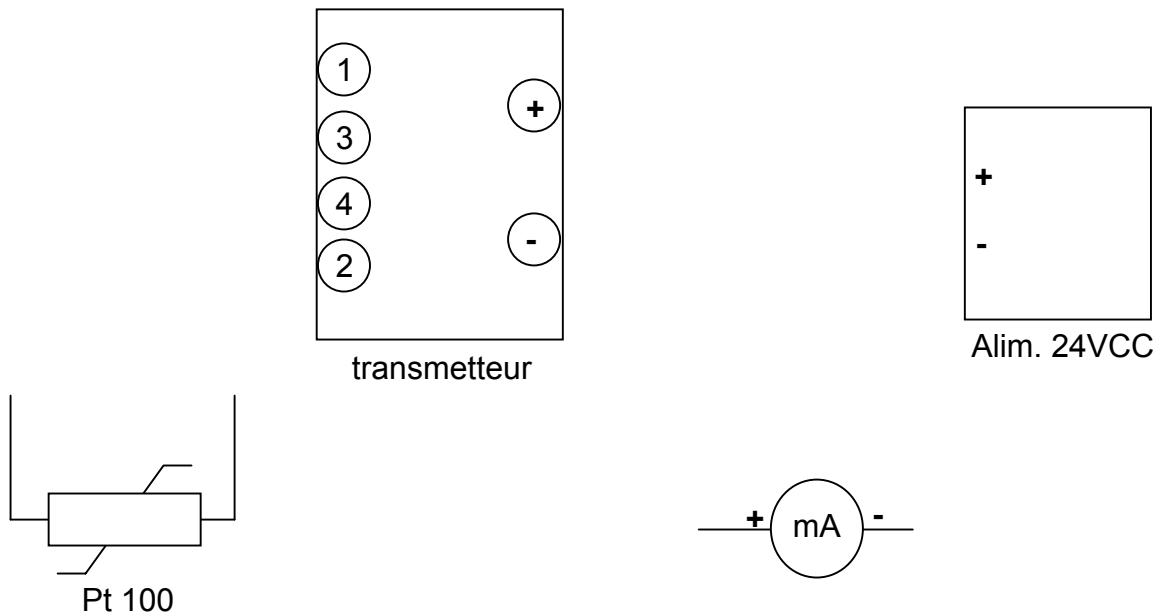 1
+
3
+
4
-
-
2
Alim. 24VCC
transmetteur
+ mA -
Pt 100